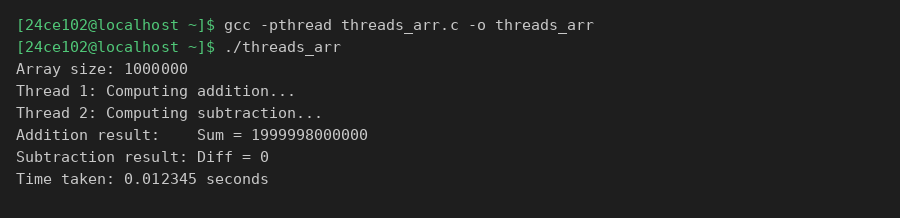 [24ce102@localhost ~]$ gcc -pthread threads_arr.c -o threads_arr
[24ce102@localhost ~]$ ./threads_arr
Array size: 1000000
Thread 1: Computing addition...
Thread 2: Computing subtraction...
Addition result:    Sum = 1999998000000
Subtraction result: Diff = 0
Time taken: 0.012345 seconds